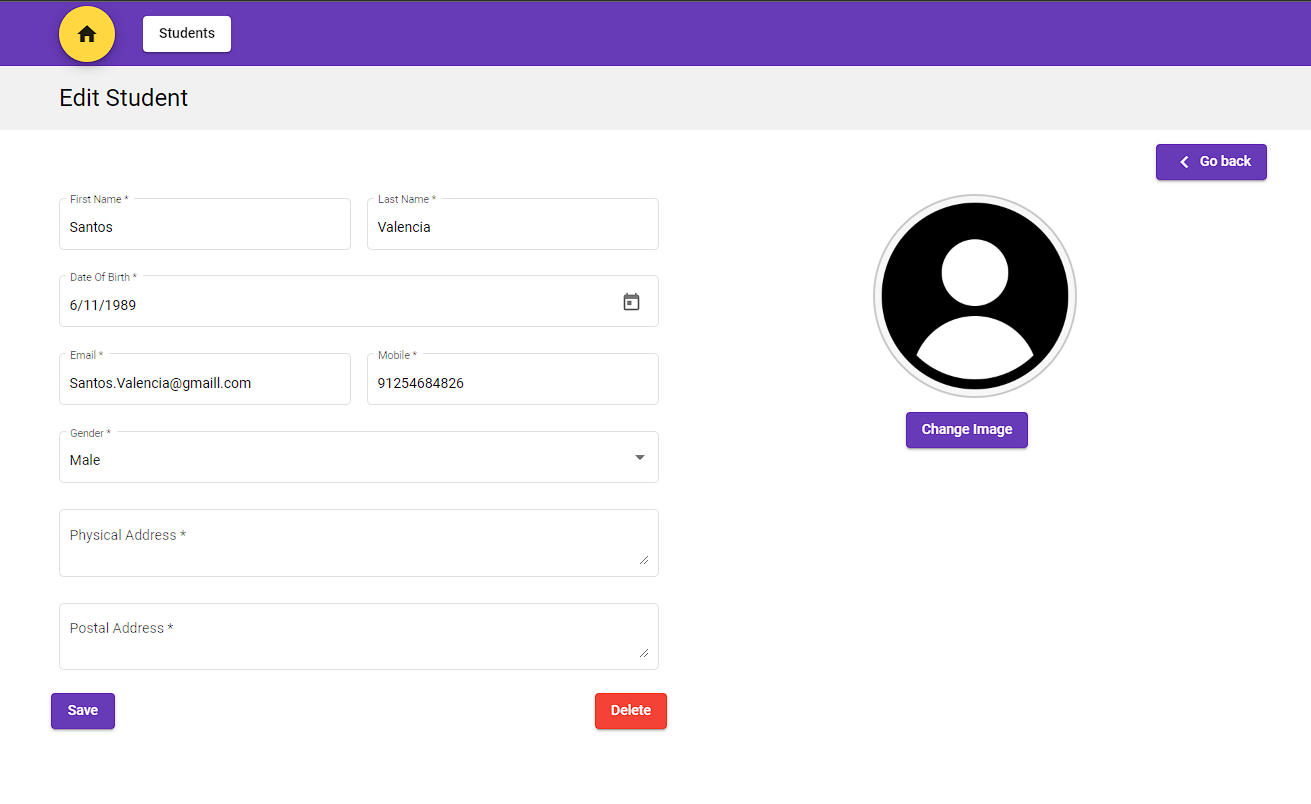 Students
Edit Student
Go back
First Name *
Santos
Last Name *
Valencia
Date Of Birth *
6/11/1989
Email *
Santos.Valencia@gmaill.com
Mobile *
91254684826
Gender *
Male
Physical Address *
Postal Address *
Save
Delete
Change Image